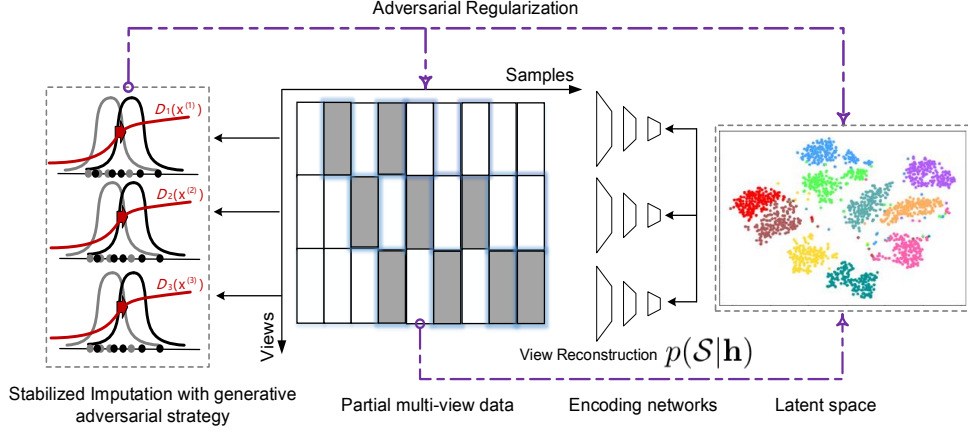 Adversarial Regularization
Samples
D₁(x⁽¹⁾)
D₂(x⁽²⁾)
D₃(x⁽³⁾)
Views
View Reconstruction p(𝒮|𝐡)
Stabilized Imputation with generative
adversarial strategy
Partial multi-view data
Encoding networks
Latent space